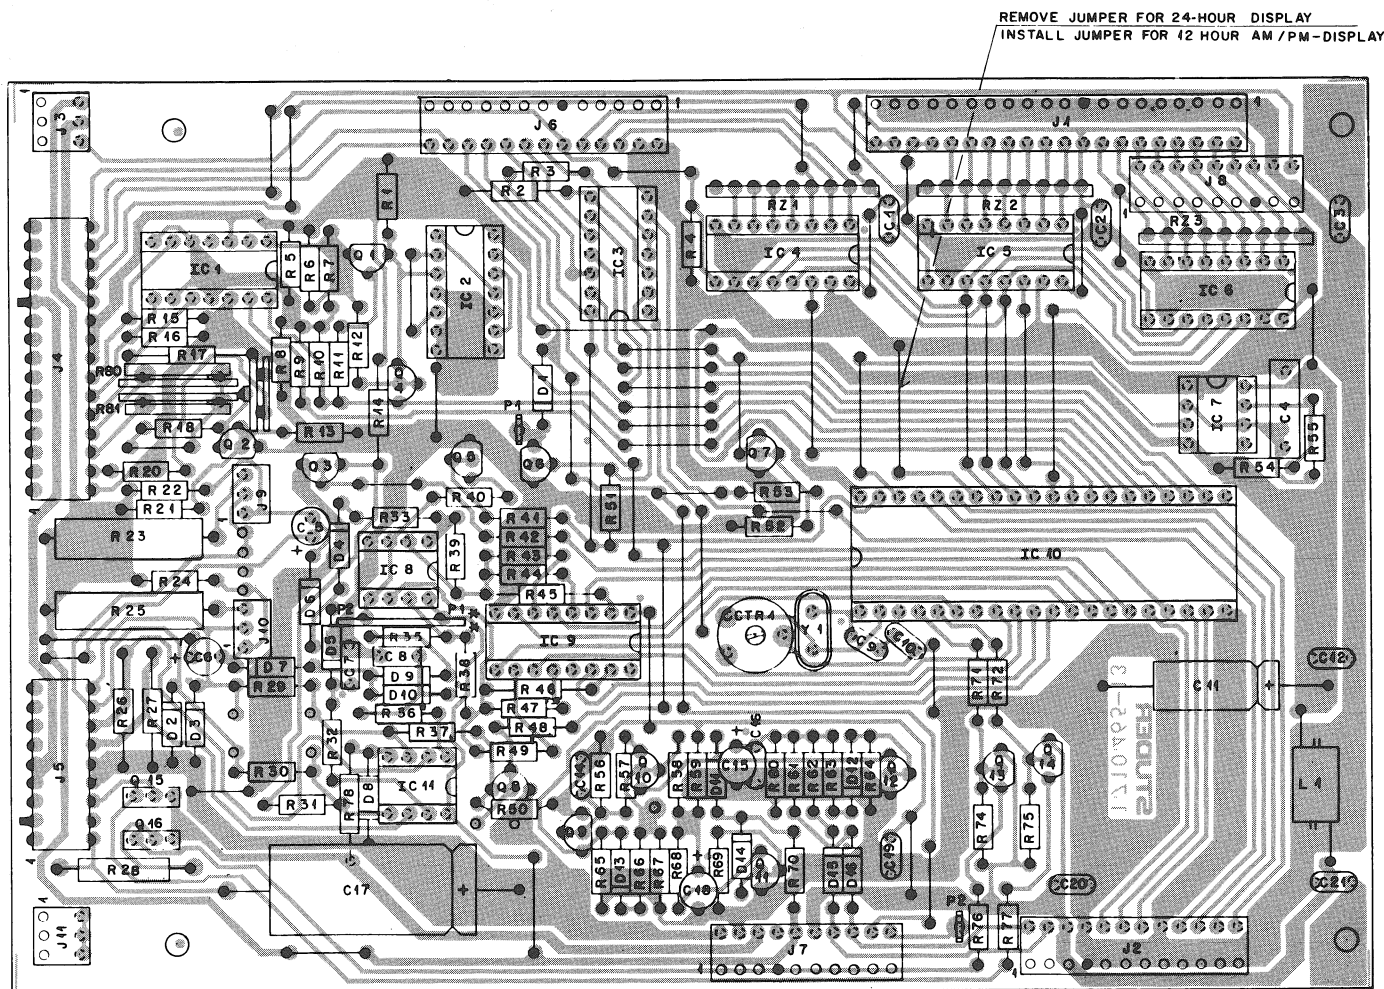 REMOVE JUMPER FOR 24-HOUR DISPLAY
INSTALL JUMPER FOR 12 HOUR AM/PM-DISPLAY
J3
J6
J1
J8
R3
R2
R1
RZ1
RZ2
RZ3
C1
C2
C3
IC1
R5
R6
R7
Q1
IC2
IC3
R4
IC4
IC5
IC6
J4
R15
R16
R17
R80
R81
R18
R8
R9
R10
R11
R12
R14
R13
D1
P1
IC7
C4
R55
R54
Q2
Q3
Q5
Q6
Q7
R20
R22
R21
J9
R40
R51
R53
R52
R23
C5
+
D4
R33
R39
R41
R42
R43
R44
R45
IC8
IC10
R24
R25
D6
P2
P1
J10
D5
C7
R35
C8
D9
D10
R36
R37
R38
IC9
CTR1
Y1
C9
C10
C6
+
D7
R29
R26
R27
D2
D3
R32
R46
R47
R48
R49
R71
R72
C11
+
C12
1710465-13
STUDER
J5
Q15
Q16
R30
R31
R78
D8
IC11
R50
R56
R57
R58
R59
D11
C15
+
C16
R60
R61
R62
R63
D12
R64
13
14
R74
R75
L1
Q9
R65
D13
R66
R67
R68
C18
+
R69
D14
R70
D15
D16
C19
R28
C17
+
C20
C21
P2
R76
R77
J11
J7
J2